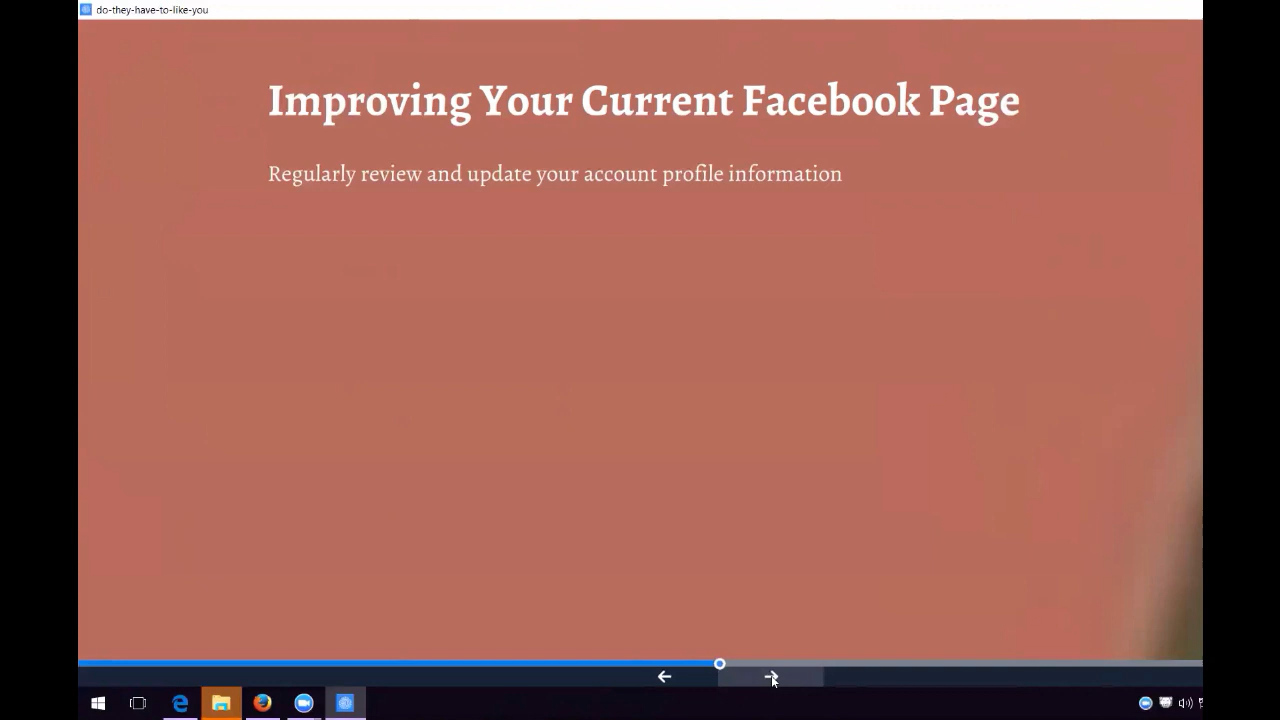 do-they-have-to-like-you
Improving Your Current Facebook Page
Regularly review and update your account profile information